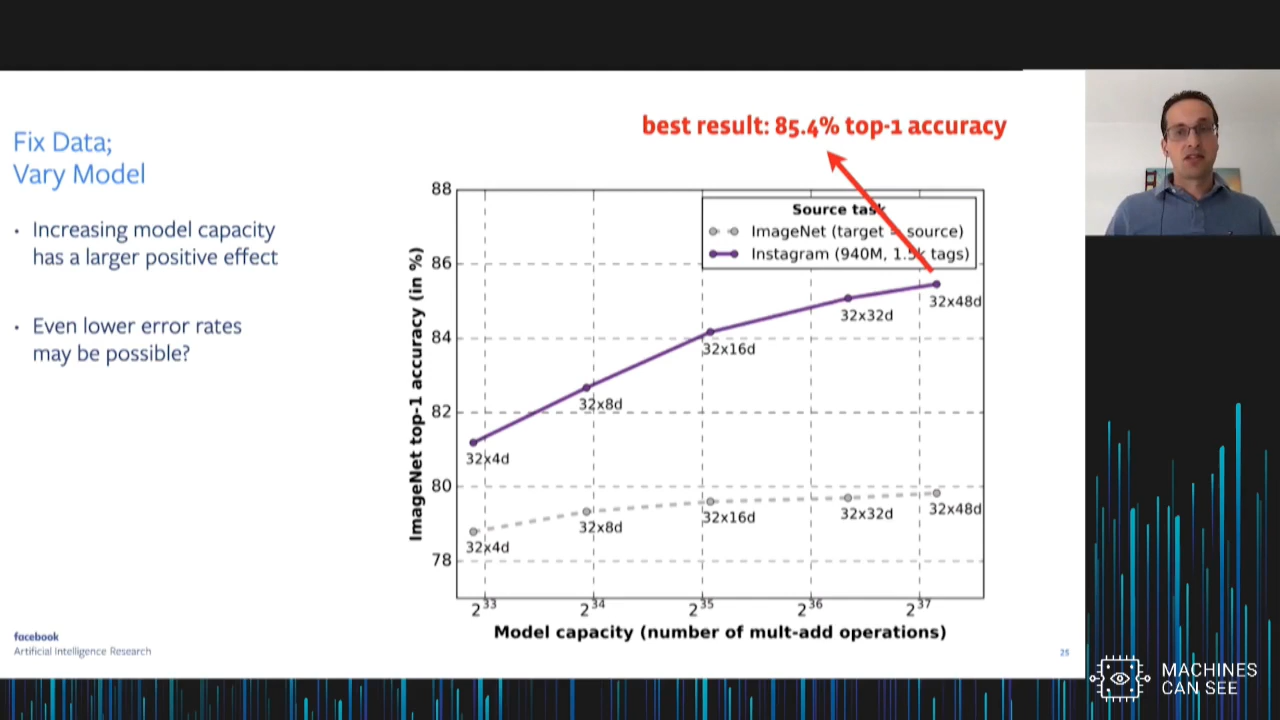 best result: 85.4% top-1 accuracy
Fix Data;
Vary Model
• Increasing model capacity
has a larger positive effect
• Even lower error rates
may be possible?
ImageNet top-1 accuracy (in %)
88
86
84
82
80
78
Source task
ImageNet (target = source)
Instagram (940M, 1.5k tags)
32x4d
32x8d
32x16d
32x32d
32x48d
32x4d
32x8d
32x16d
32x32d
32x48d
2^33
2^34
2^35
2^36
2^37
Model capacity (number of mult-add operations)
facebook
Artificial Intelligence Research
25
MACHINES
CAN SEE